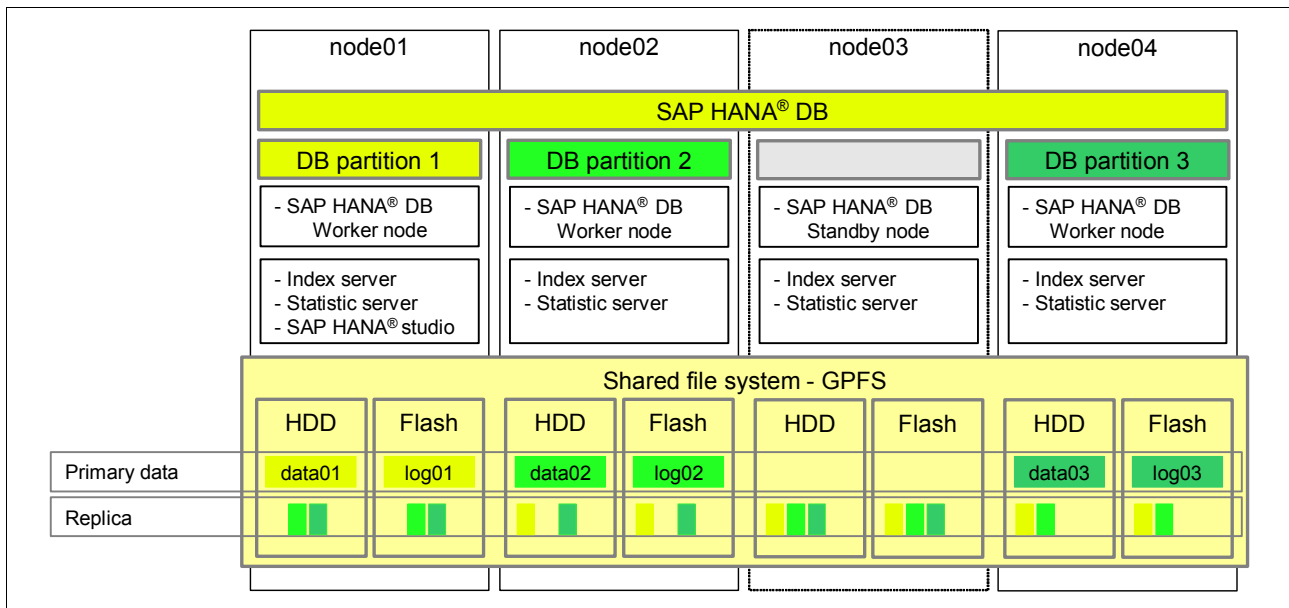 node01
node02
node03
node04
SAP HANA® DB
DB partition 1
DB partition 2
DB partition 3
- SAP HANA® DB
Worker node
- SAP HANA® DB
Worker node
- SAP HANA® DB
Standby node
- SAP HANA® DB
Worker node
- Index server
- Statistic server
- SAP HANA® studio
- Index server
- Statistic server
- Index server
- Statistic server
- Index server
- Statistic server
Shared file system - GPFS
HDD
Flash
HDD
Flash
HDD
Flash
HDD
Flash
Primary data
data01
log01
data02
log02
data03
log03
Replica